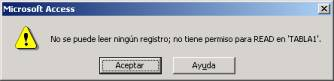 Microsoft Access
No se puede leer ningún registro; no tiene permiso para READ en 'TABLA1'.
Aceptar
Ayuda